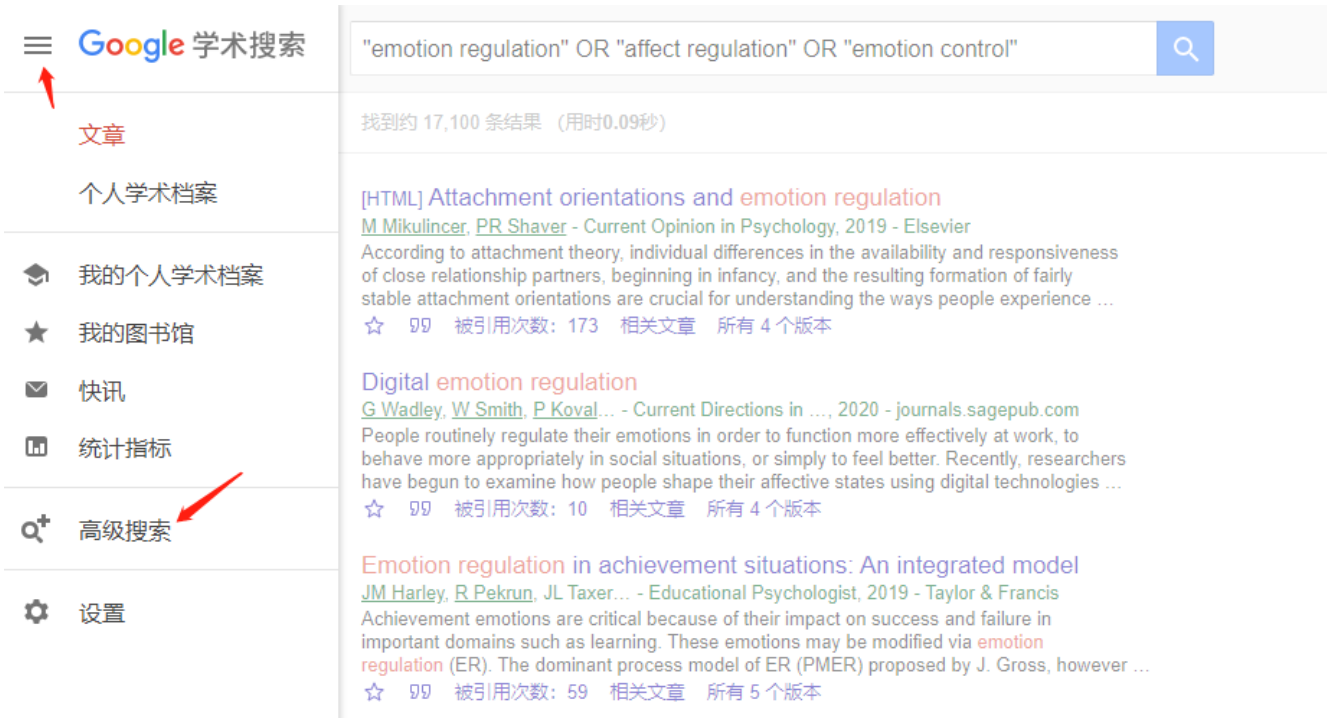 Google 学术搜索
"emotion regulation" OR "affect regulation" OR "emotion control"
文章
个人学术档案
我的个人学术档案
我的图书馆
快讯
统计指标
高级搜索
设置
找到约 17,100 条结果 (用时0.09秒)
[HTML] Attachment orientations and emotion regulation
M Mikulincer, PR Shaver - Current Opinion in Psychology, 2019 - Elsevier
According to attachment theory, individual differences in the availability and responsiveness
of close relationship partners, beginning in infancy, and the resulting formation of fairly
stable attachment orientations are crucial for understanding the ways people experience …
被引用次数：173 相关文章 所有 4 个版本
Digital emotion regulation
G Wadley, W Smith, P Koval… - Current Directions in …, 2020 - journals.sagepub.com
People routinely regulate their emotions in order to function more effectively at work, to
behave more appropriately in social situations, or simply to feel better. Recently, researchers
have begun to examine how people shape their affective states using digital technologies …
被引用次数：10 相关文章 所有 4 个版本
Emotion regulation in achievement situations: An integrated model
JM Harley, R Pekrun, JL Taxer… - Educational Psychologist, 2019 - Taylor & Francis
Achievement emotions are critical because of their impact on success and failure in
important domains such as learning. These emotions may be modified via emotion
regulation (ER). The dominant process model of ER (PMER) proposed by J. Gross, however …
被引用次数：59 相关文章 所有 5 个版本